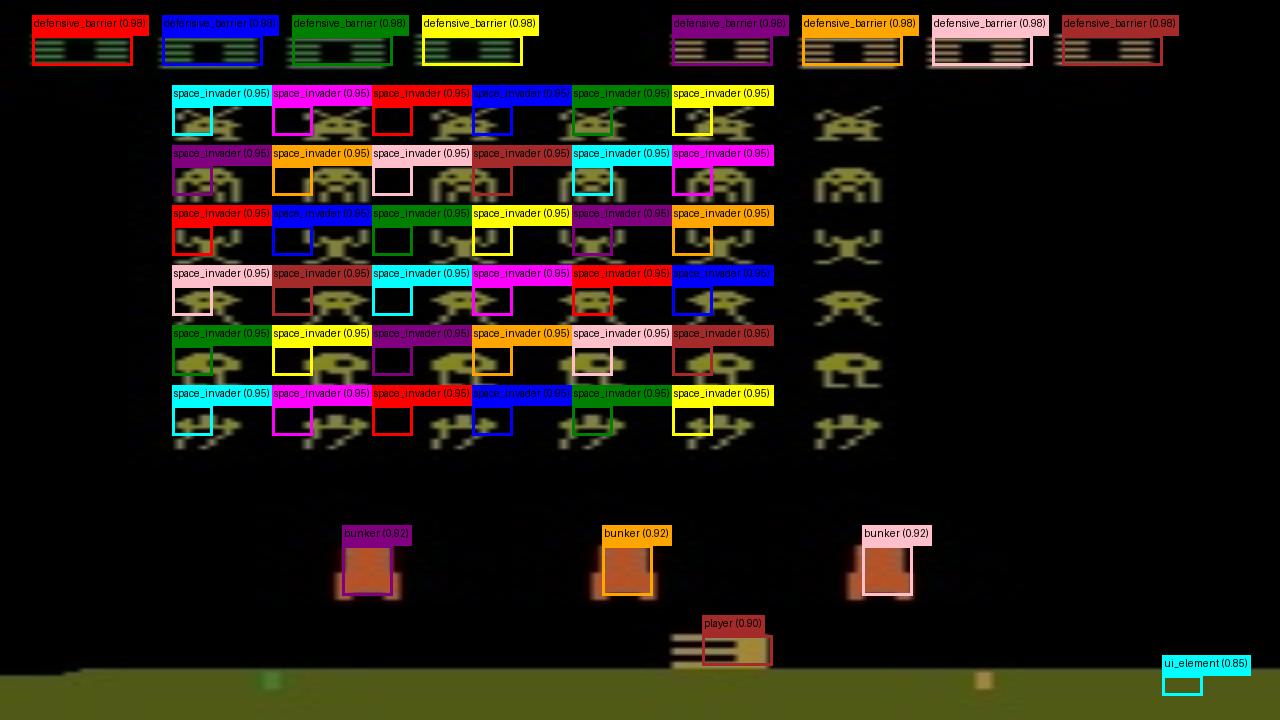 defensive_barrier (0.98) defensive_barrier (0.98) defensive_barrier (0.98) defensive_barrier (0.98) defensive_barrier (0.98) defensive_barrier (0.98) defensive_barrier (0.98) defensive_barrier (0.98)
space_invader (0.95) space_invader (0.95) space_invader (0.95) space_invader (0.95) space_invader (0.95) space_invader (0.95)
space_invader (0.95) space_invader (0.95) space_invader (0.95) space_invader (0.95) space_invader (0.95) space_invader (0.95)
space_invader (0.95) space_invader (0.95) space_invader (0.95) space_invader (0.95) space_invader (0.95) space_invader (0.95)
space_invader (0.95) space_invader (0.95) space_invader (0.95) space_invader (0.95) space_invader (0.95) space_invader (0.95)
space_invader (0.95) space_invader (0.95) space_invader (0.95) space_invader (0.95) space_invader (0.95) space_invader (0.95)
space_invader (0.95) space_invader (0.95) space_invader (0.95) space_invader (0.95) space_invader (0.95) space_invader (0.95)
bunker (0.92) bunker (0.92) bunker (0.92)
player (0.90)
ui_element (0.85)